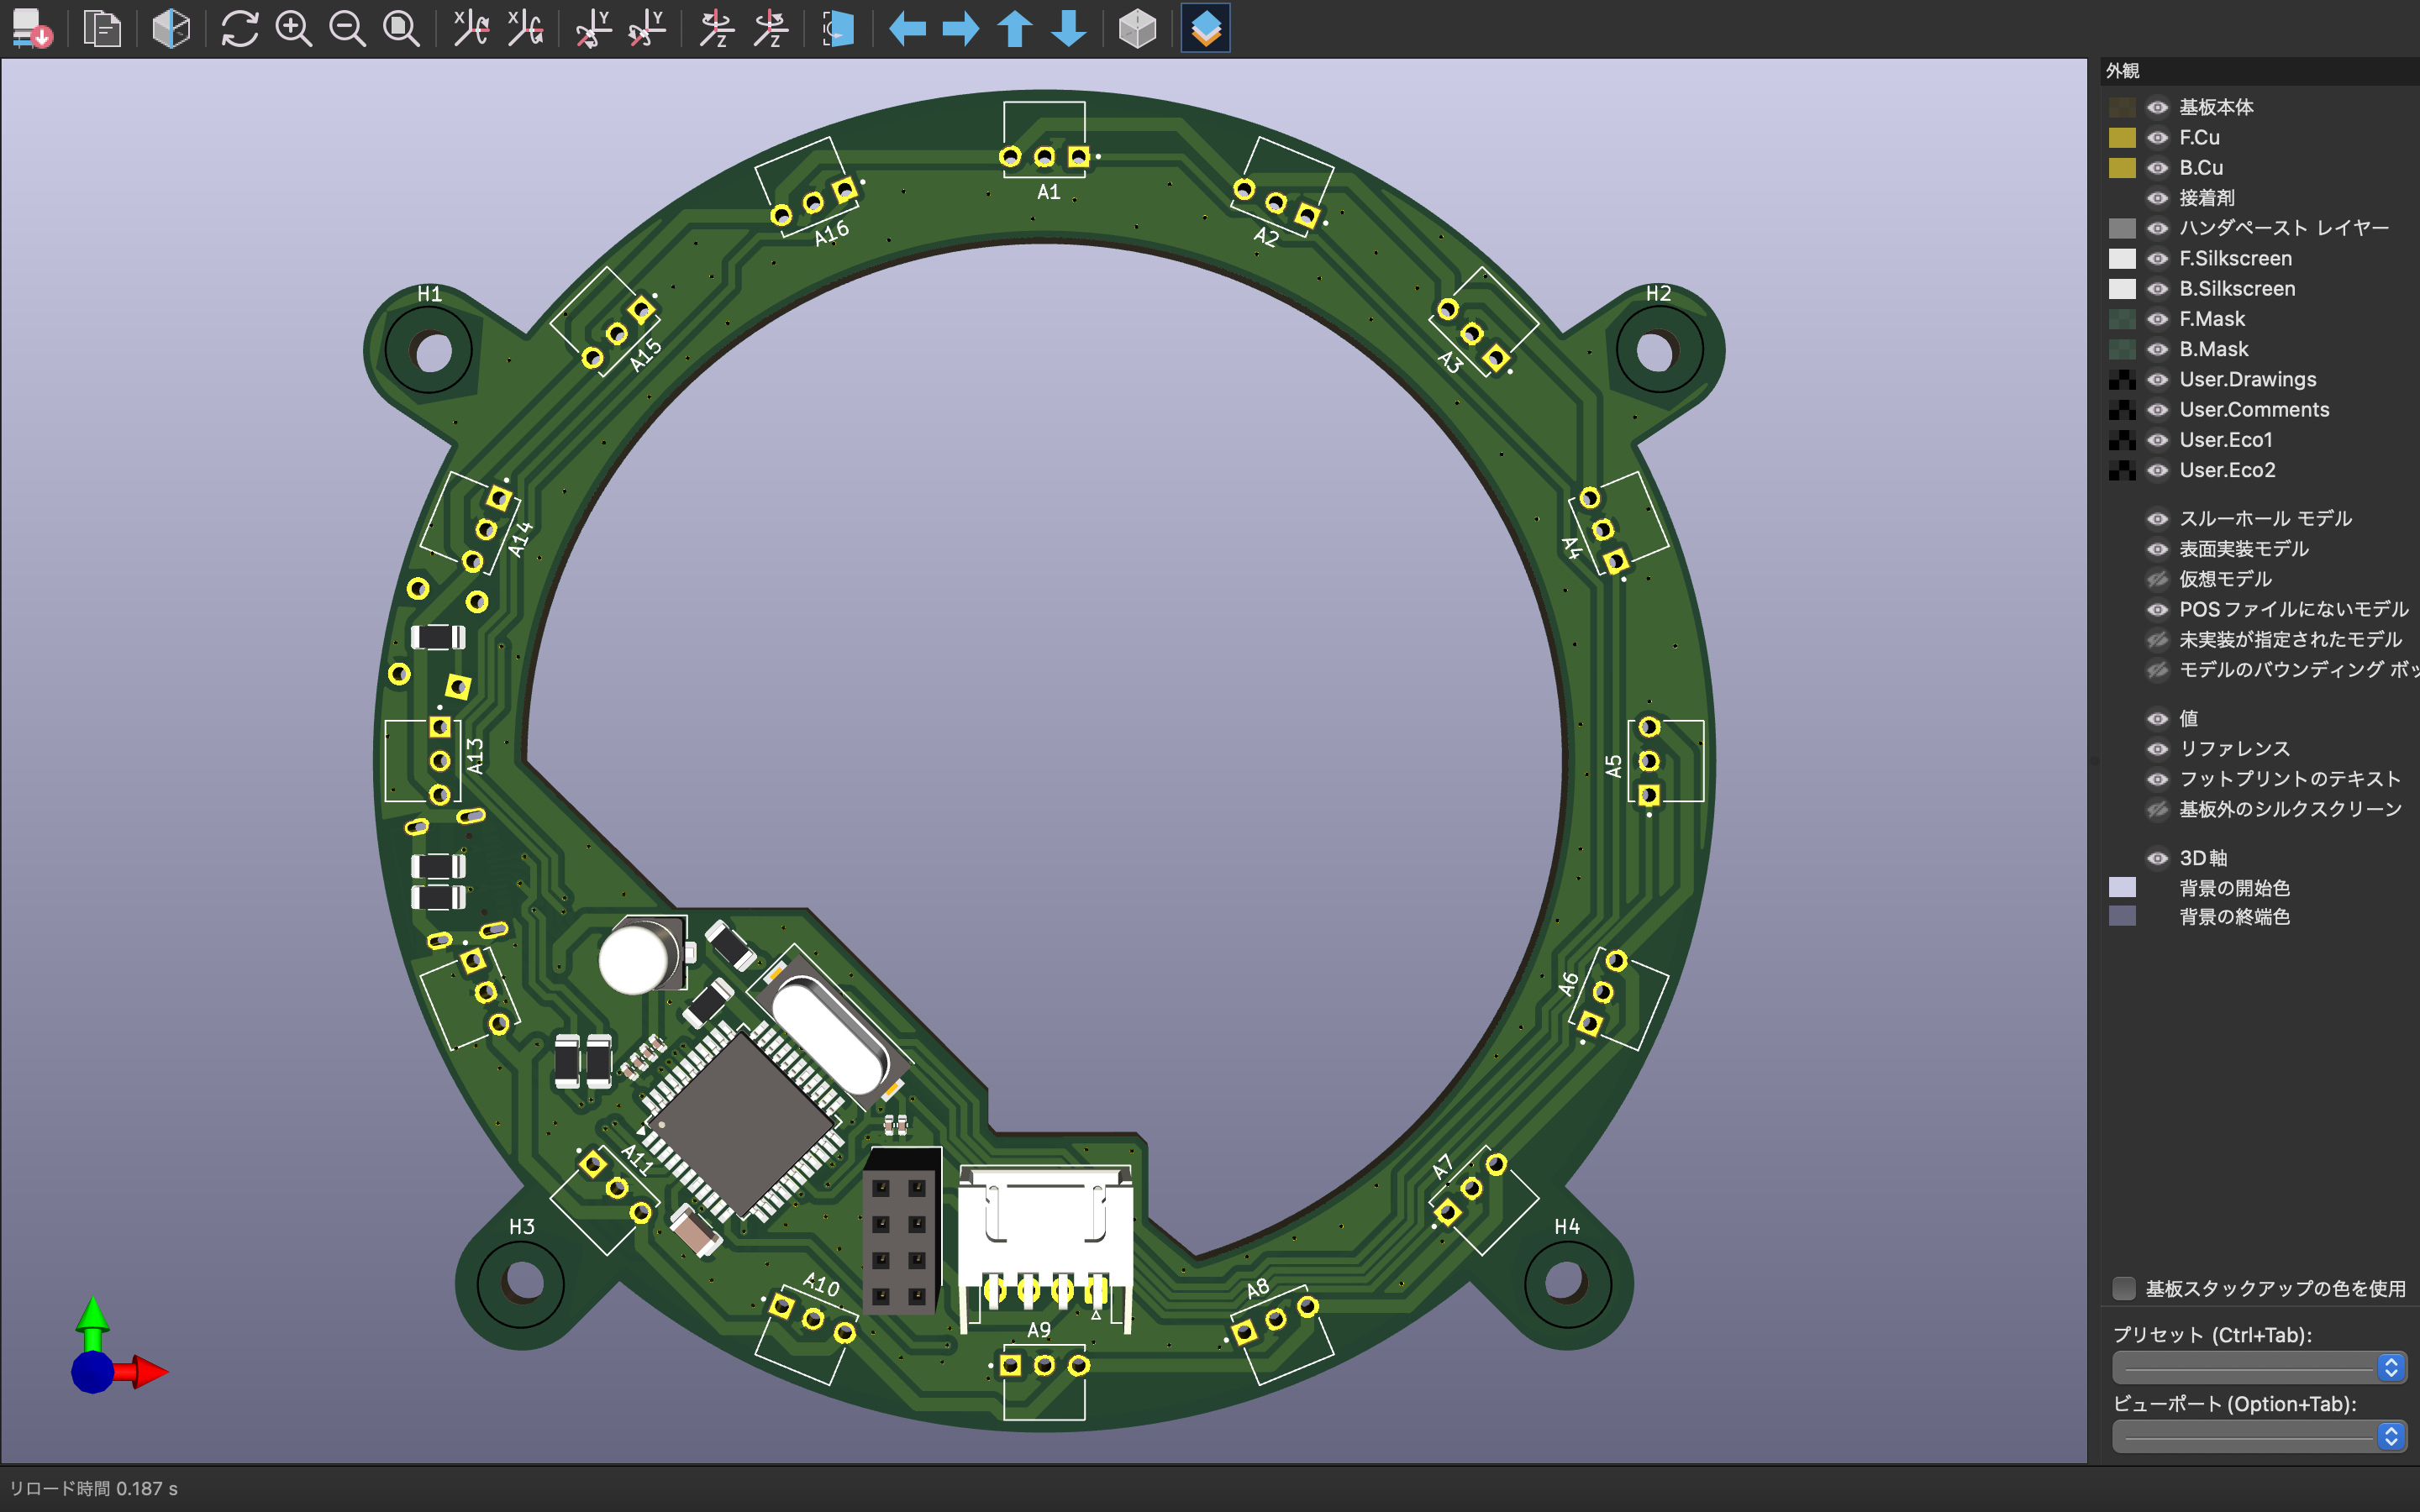 X
X
Y
Y
Z
Z
外観
基板本体
F.Cu
B.Cu
接着剤
ハンダペースト レイヤー
F.Silkscreen
B.Silkscreen
F.Mask
B.Mask
User.Drawings
User.Comments
User.Eco1
User.Eco2
スルーホール モデル
表面実装モデル
仮想モデル
POSファイルにないモデル
未実装が指定されたモデル
モデルのバウンディング ボッ
値
リファレンス
フットプリントのテキスト
基板外のシルクスクリーン
3D軸
背景の開始色
背景の終端色
基板スタックアップの色を使用
プリセット (Ctrl+Tab):
ビューポート (Option+Tab):
A1
A16
A2
H1
H2
A15
A3
A14
A4
A13
A5
A6
A11
A7
H3
H4
A10
A8
A9
リロード時間 0.187 s